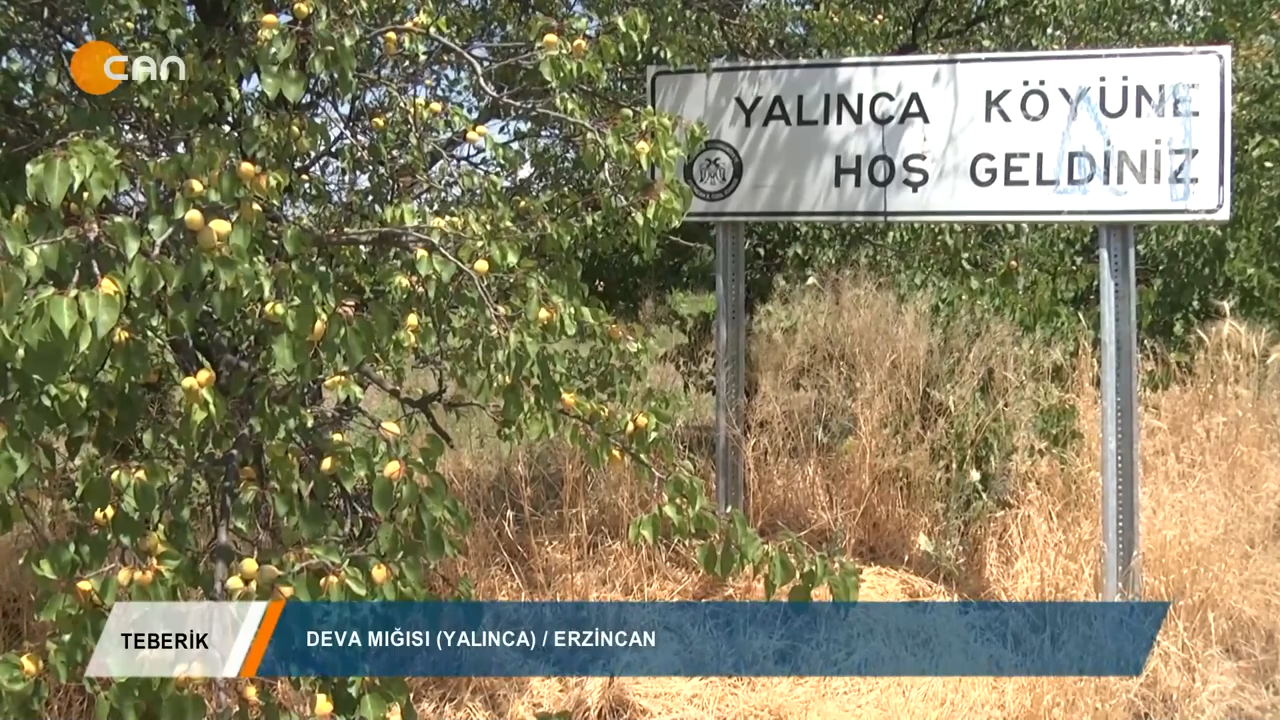 CAN
YALINCA KÖYÜNE
HOŞ GELDİNİZ
TEBERİK
DEVA MIĞISI (YALINCA) / ERZİNCAN